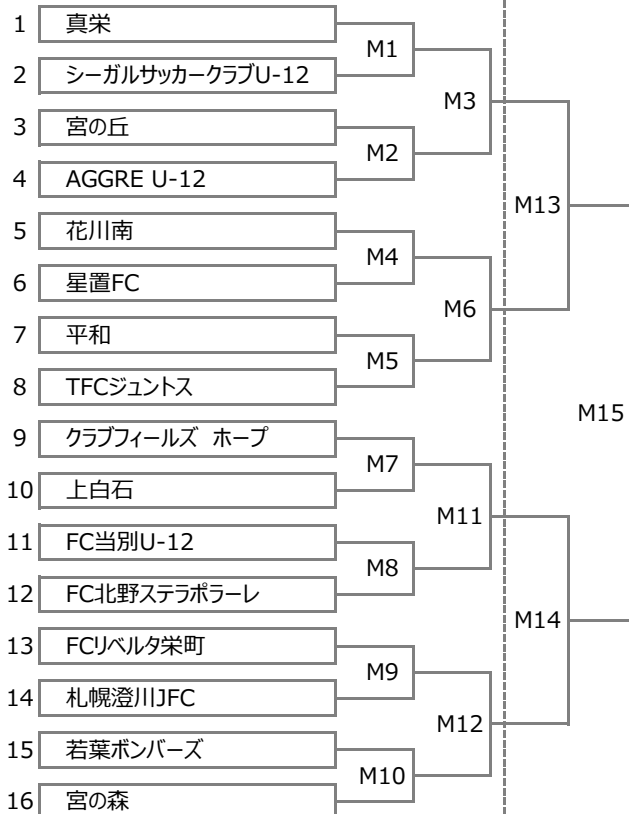 1 真栄
M1
2 シーガルサッカークラブU-12
M3
3 宮の丘
M2
4 AGGRE U-12
M13
5 花川南
M4
6 星置FC
M6
7 平和
M5
8 TFCジュントス
M15
9 クラブフィールズ ホープ
M7
10 上白石
M11
11 FC当別U-12
M8
12 FC北野ステラポラーレ
M14
13 FCリベルタ栄町
M9
14 札幌澄川JFC
M12
15 若葉ボンバーズ
M10
16 宮の森